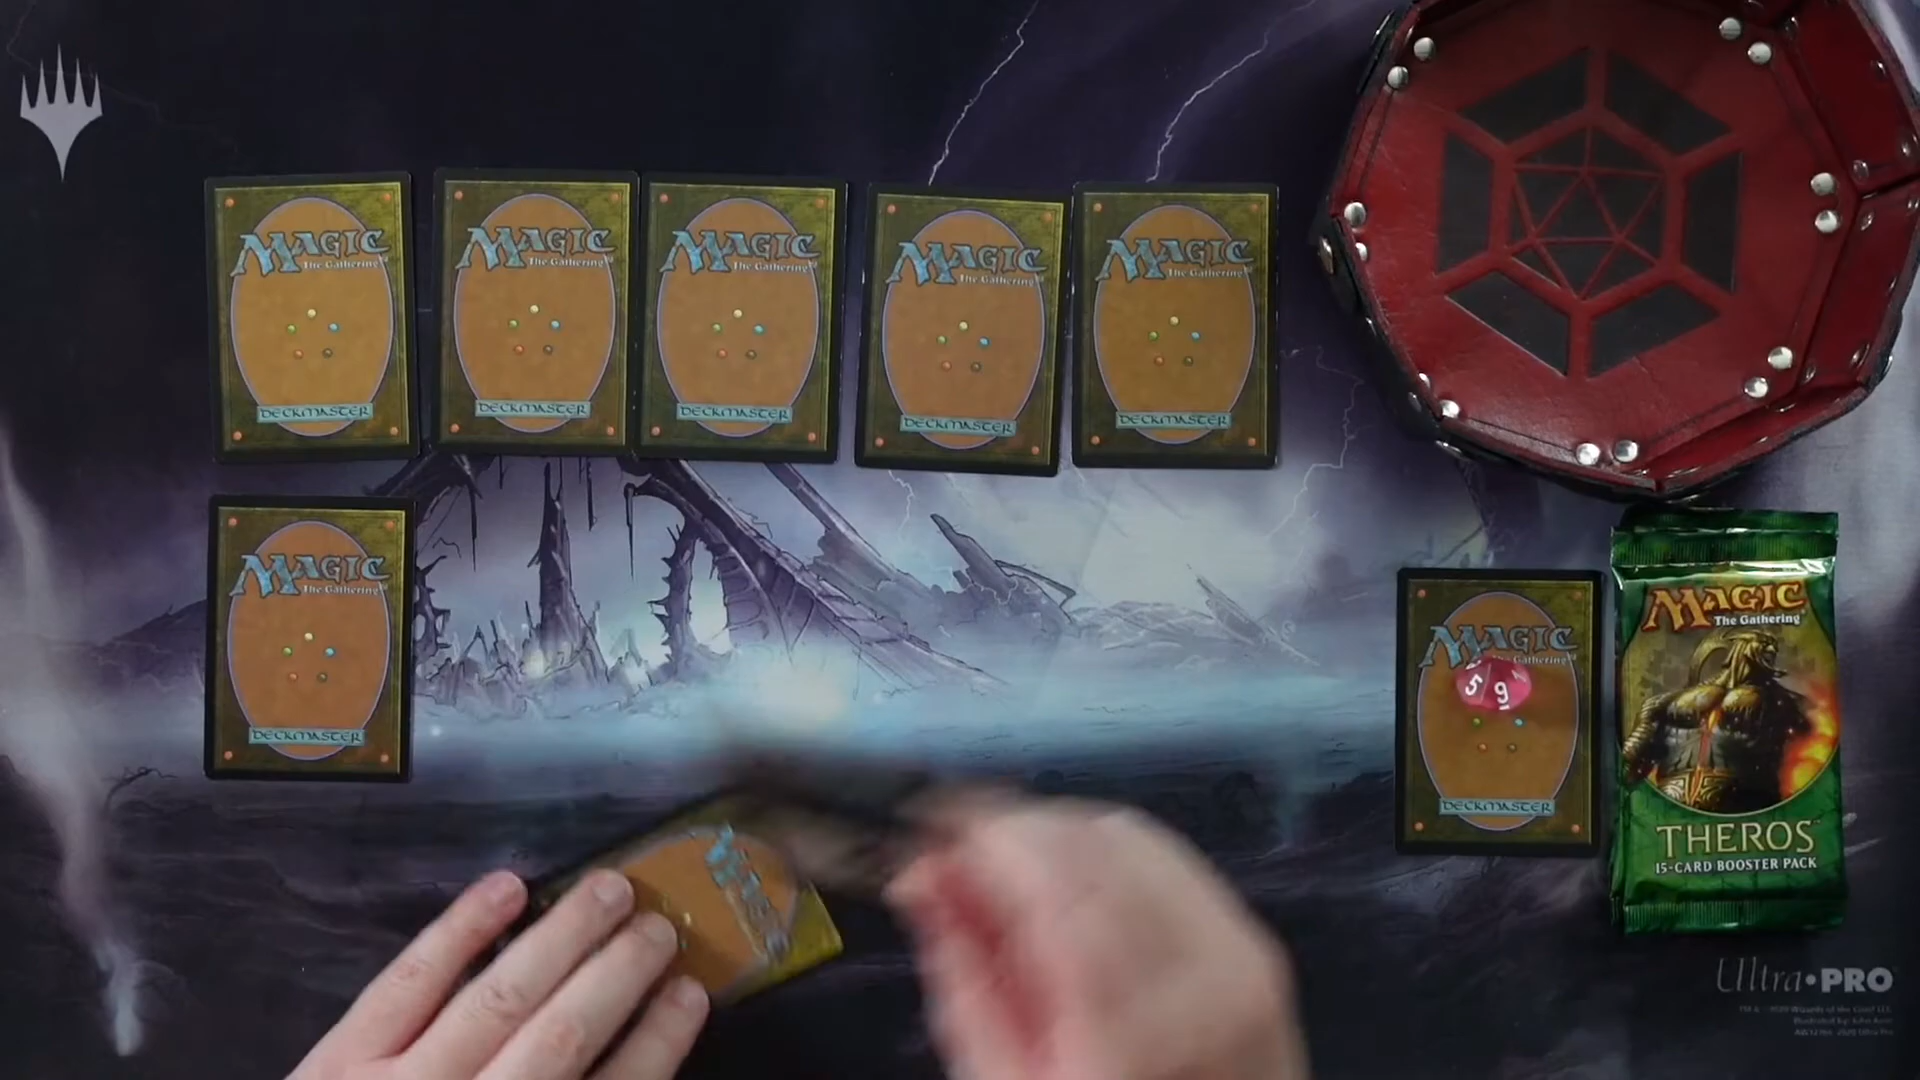 MAGIC
The Gathering
DECKMASTER
MAGIC
The Gathering
DECKMASTER
MAGIC
The Gathering
DECKMASTER
MAGIC
The Gathering
DECKMASTER
MAGIC
The Gathering
DECKMASTER
MAGIC
The Gathering
DECKMASTER
MAGIC
The Gathering
5 9
DECKMASTER
MAGIC
The Gathering
THEROS
15-CARD BOOSTER PACK
Ultra•PRO